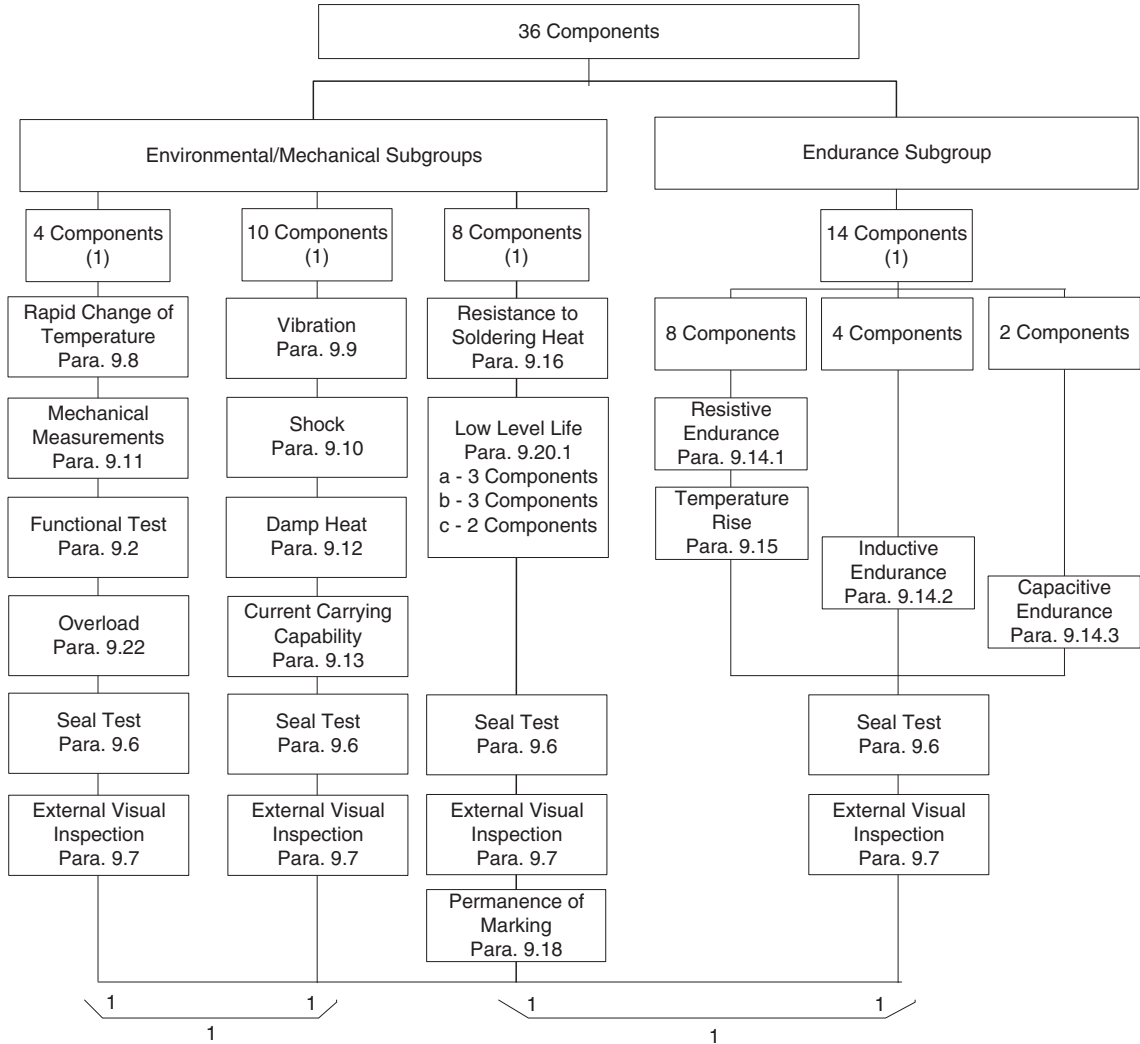 36 Components
Environmental/Mechanical Subgroups
Endurance Subgroup
4 Components
(1)
10 Components
(1)
8 Components
(1)
14 Components
(1)
Rapid Change of
Temperature
Para. 9.8
Mechanical
Measurements
Para. 9.11
Functional Test
Para. 9.2
Overload
Para. 9.22
Seal Test
Para. 9.6
External Visual
Inspection
Para. 9.7
Vibration
Para. 9.9
Shock
Para. 9.10
Damp Heat
Para. 9.12
Current Carrying
Capability
Para. 9.13
Seal Test
Para. 9.6
External Visual
Inspection
Para. 9.7
Resistance to
Soldering Heat
Para. 9.16
Low Level Life
Para. 9.20.1
a - 3 Components
b - 3 Components
c - 2 Components
Seal Test
Para. 9.6
External Visual
Inspection
Para. 9.7
Permanence of
Marking
Para. 9.18
8 Components
4 Components
2 Components
Resistive
Endurance
Para. 9.14.1
Temperature
Rise
Para. 9.15
Inductive
Endurance
Para. 9.14.2
Capacitive
Endurance
Para. 9.14.3
Seal Test
Para. 9.6
External Visual
Inspection
Para. 9.7
1 1
1
1 1
1